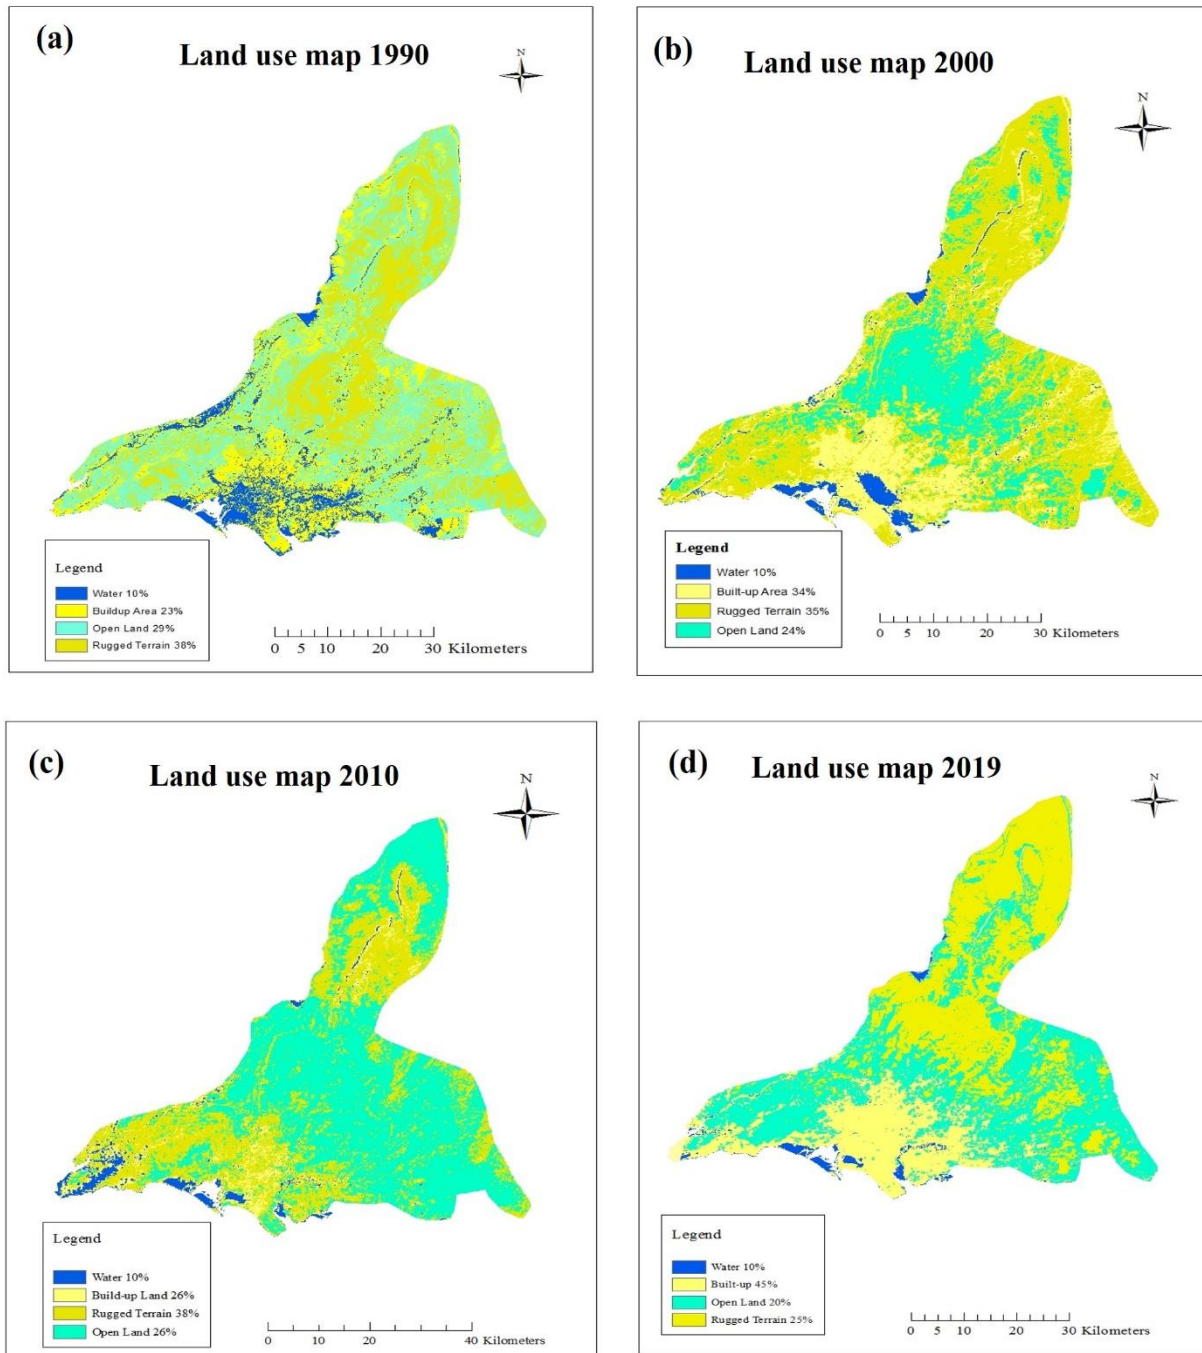 (a)
Land use map 1990
N
Legend
Water 10%
Buildup Area 23%
Open Land 29%
Rugged Terrain 38%
0 5 10 20 30 Kilometers
(b)
Land use map 2000
N
Legend
Water 10%
Built-up Area 34%
Rugged Terrain 35%
Open Land 24%
0 5 10 20 30 Kilometers
(c)
Land use map 2010
N
Legend
Water 10%
Build-up Land 26%
Rugged Terrain 38%
Open Land 26%
0 10 20 40 Kilometers
(d)
Land use map 2019
N
Legend
Water 10%
Built-up 45%
Open Land 20%
Rugged Terrain 25%
0 5 10 20 30 Kilometers